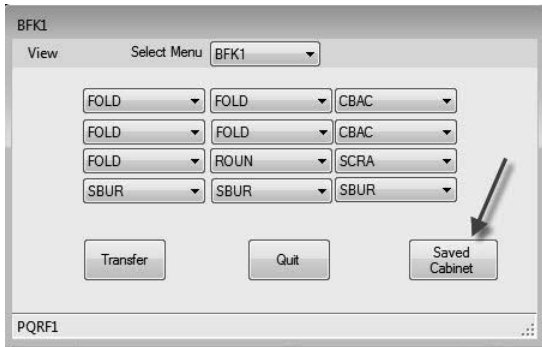 BFK1
View Select Menu BFK1
FOLD FOLD CBAC
FOLD FOLD CBAC
FOLD ROUN SCRA
SBUR SBUR SBUR
Transfer Quit Saved Cabinet
PQRF1